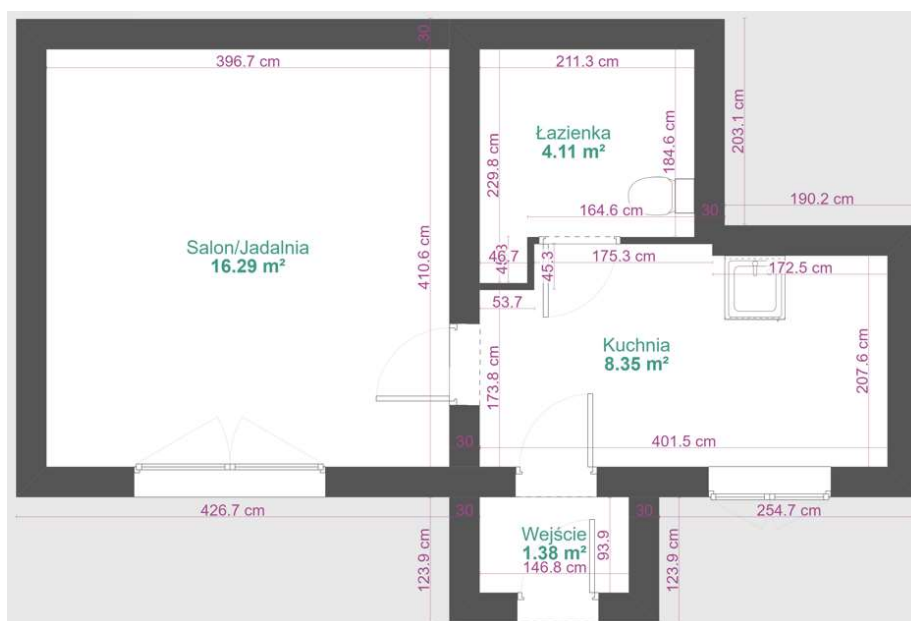 30
396.7 cm
211.3 cm
Łazienka
4.11 m²
229.8 cm
184.6 cm
203.1 cm
190.2 cm
164.6 cm
30
Salon/Jadalnia
16.29 m²
410.6 cm
46.7
45.3
175.3 cm
172.5 cm
53.7
Kuchnia
8.35 m²
173.8 cm
207.6 cm
30
401.5 cm
426.7 cm
30
30
254.7 cm
Wejście
1.38 m²
93.9
146.8 cm
123.9 cm
123.9 cm